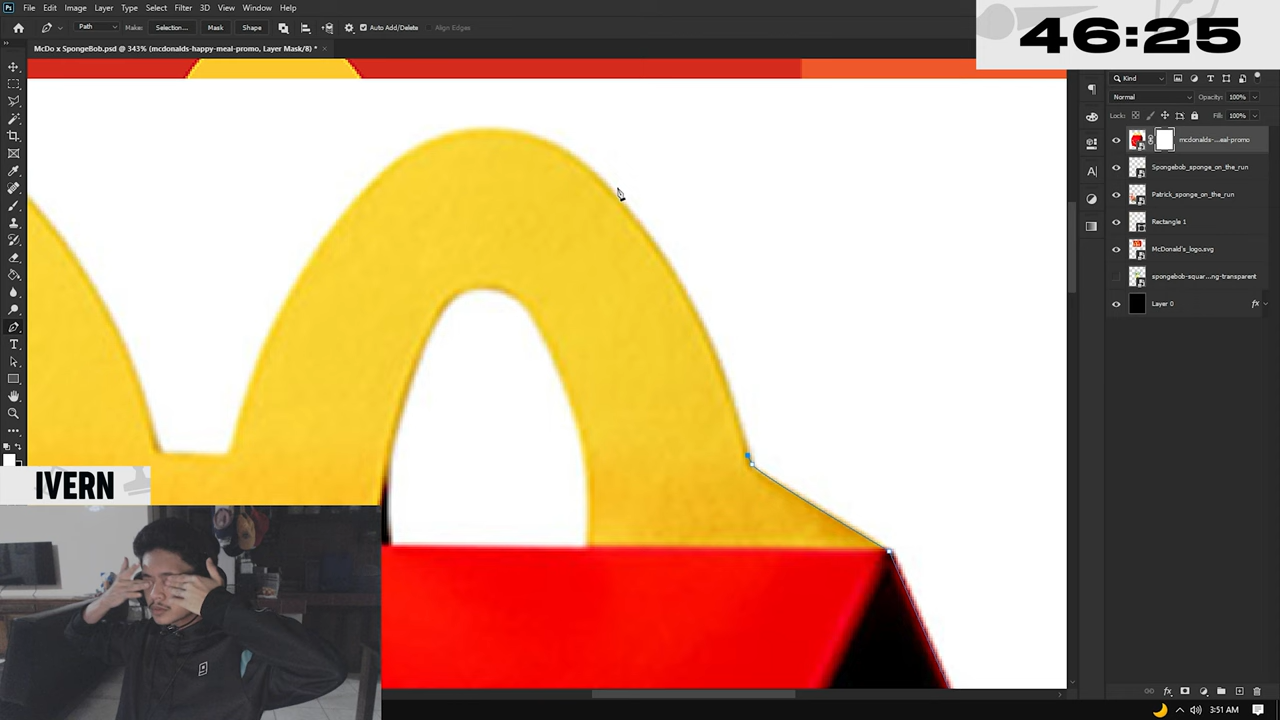 File Edit Image Layer Type Select Filter 3D View Window Help
Path Make: Selection... Mask Shape Auto Add/Delete Align Edges
McDo x SpongeBob.psd @ 343% (mcdonalds-happy-meal-promo, Layer Mask/8) *
46:25
Kind
Normal Opacity: 100%
Lock: Fill: 100%
mcdonalds-...eal-promo
Spongebob_sponge_on_the_run
Patrick_sponge_on_the_run
Rectangle 1
McDonald's_logo.svg
spongebob-squar...ng-transparent
Layer 0 fx
IVERN
3:51 AM